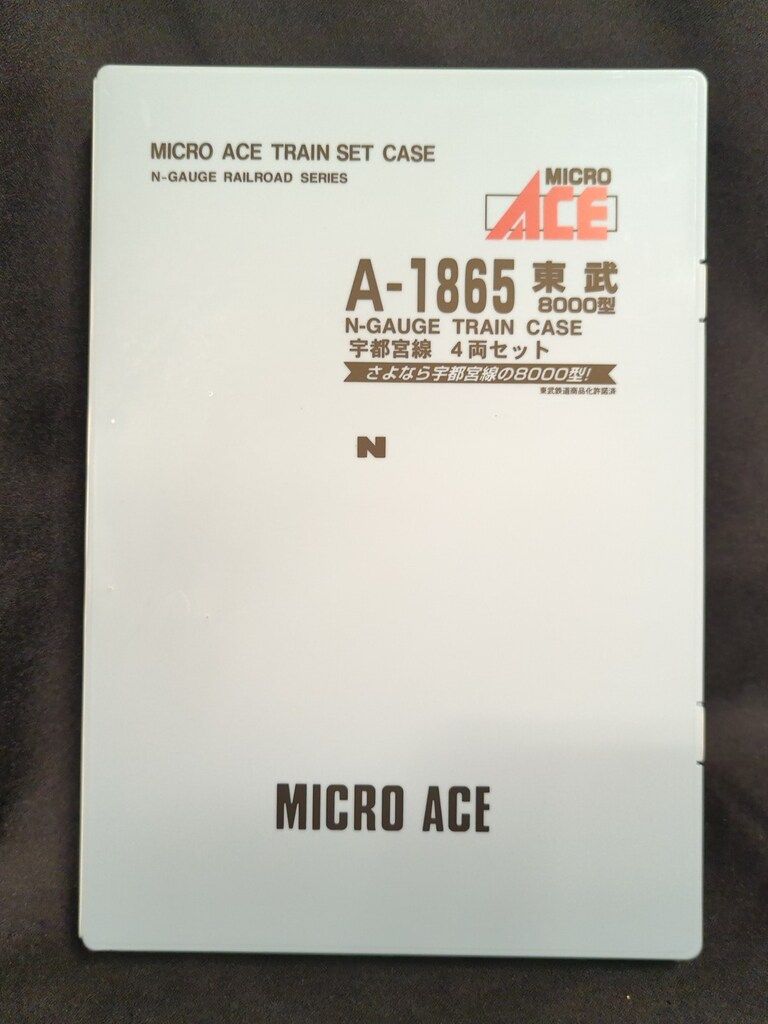 MICRO ACE TRAIN SET CASE
N-GAUGE RAILROAD SERIES
MICRO
ACE
A-1865 東武
8000型
N-GAUGE TRAIN CASE
宇都宮線 4両セット
さよなら宇都宮線の8000型!
東武鉄道商品化許諾済
N
MICRO ACE